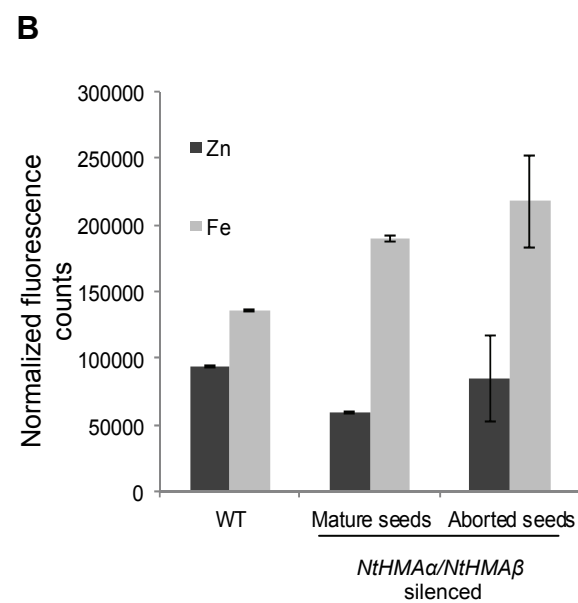 B
Normalized fluorescence
counts
300000
250000
200000
150000
100000
50000
0
Zn
Fe
WT
Mature seeds
Aborted seeds
NtHMAα/NtHMAβ
silenced